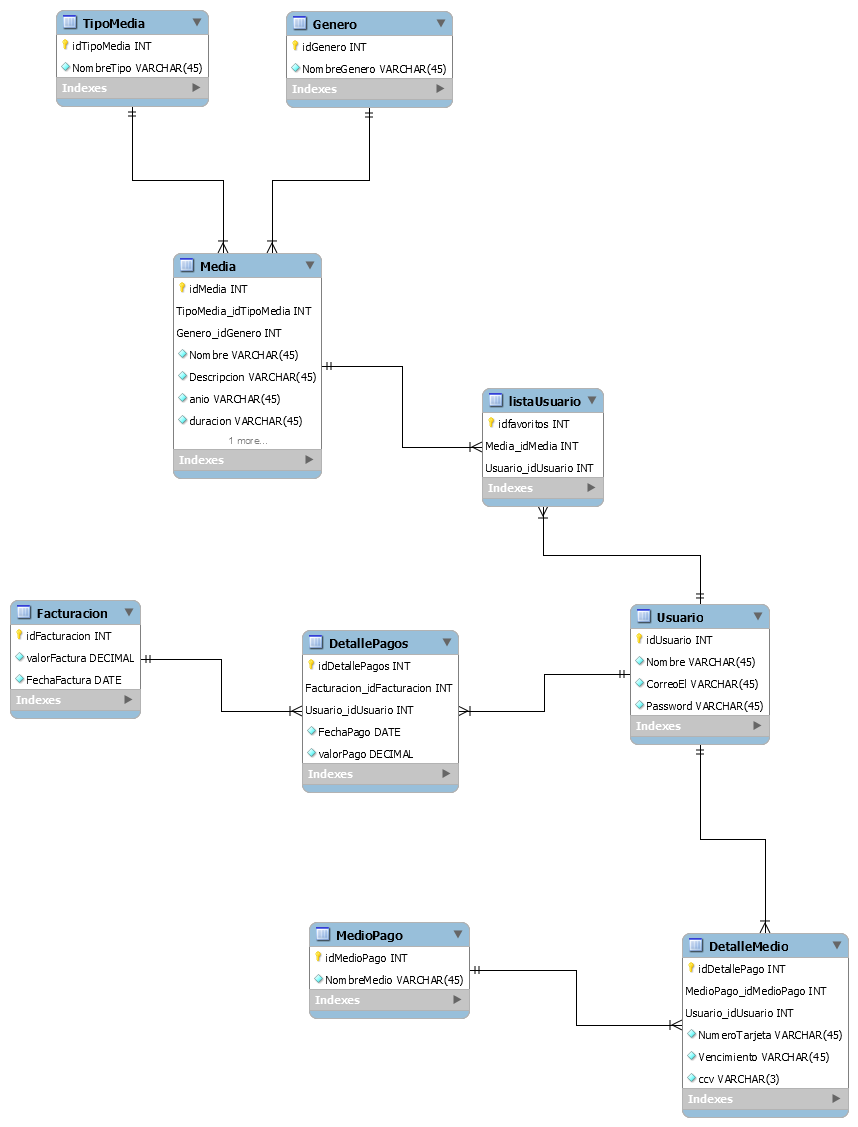 TipoMedia
idTipoMedia INT
NombreTipo VARCHAR(45)
Indexes
Genero
idGenero INT
NombreGenero VARCHAR(45)
Indexes
Media
idMedia INT
TipoMedia_idTipoMedia INT
Genero_idGenero INT
Nombre VARCHAR(45)
Descripcion VARCHAR(45)
anio VARCHAR(45)
duracion VARCHAR(45)
1 more...
Indexes
listaUsuario
idfavoritos INT
Media_idMedia INT
Usuario_idUsuario INT
Indexes
Facturacion
idFacturacion INT
valorFactura DECIMAL
FechaFactura DATE
Indexes
DetallePagos
idDetallePagos INT
Facturacion_idFacturacion INT
Usuario_idUsuario INT
FechaPago DATE
valorPago DECIMAL
Indexes
Usuario
idUsuario INT
Nombre VARCHAR(45)
CorreoEl VARCHAR(45)
Password VARCHAR(45)
Indexes
MedioPago
idMedioPago INT
NombreMedio VARCHAR(45)
Indexes
DetalleMedio
idDetallePago INT
MedioPago_idMedioPago INT
Usuario_idUsuario INT
NumeroTarjeta VARCHAR(45)
Vencimiento VARCHAR(45)
ccv VARCHAR(3)
Indexes